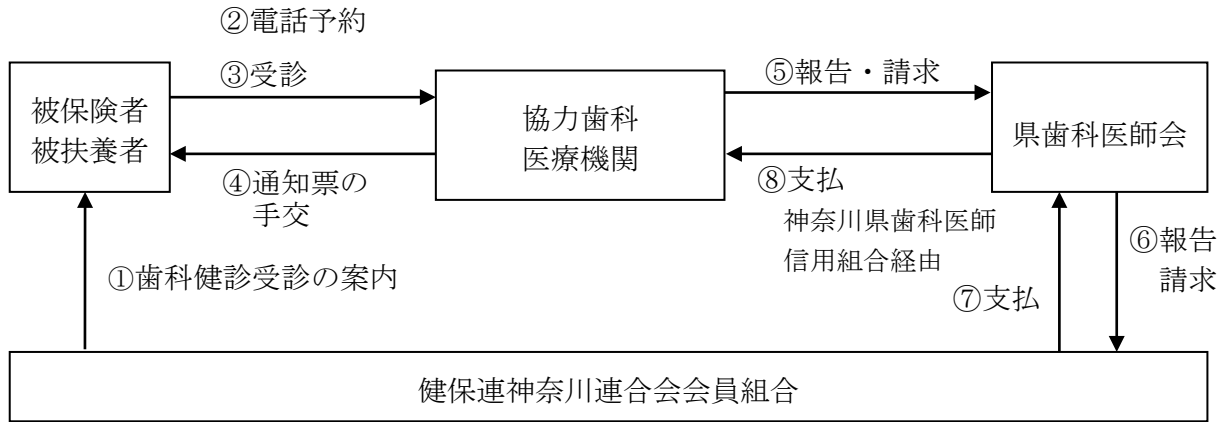 ②電話予約
③受診
⑤報告・請求
被保険者
被扶養者
協力歯科
医療機関
県歯科医師会
④通知票の
手交
⑧支払
神奈川県歯科医師
信用組合経由
⑥報告
請求
①歯科健診受診の案内
⑦支払
健保連神奈川連合会会員組合